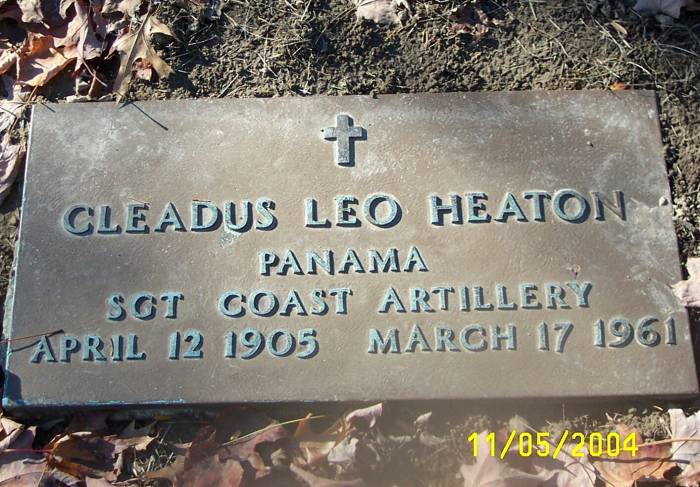 CLEADUS LEO HEATON
PANAMA
SGT COAST ARTILLERY
APRIL 12 1905 MARCH 17 1961
11/05/2004